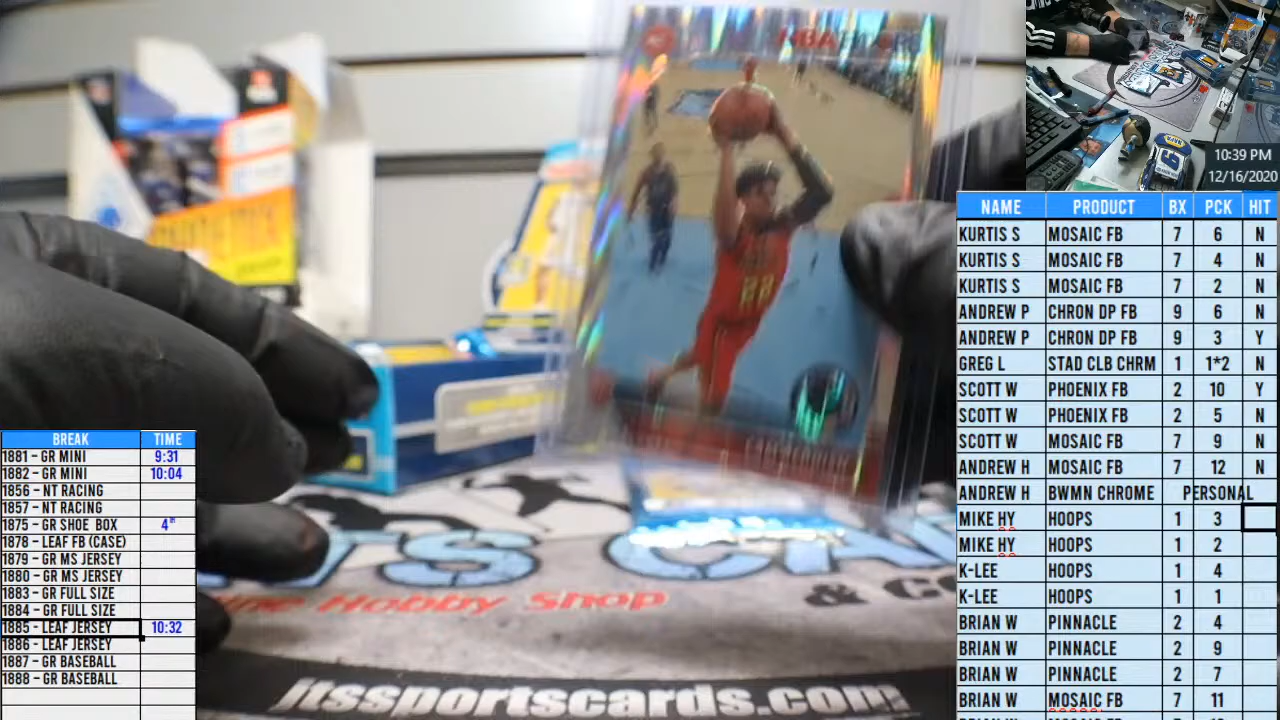 10:39 PM
12/16/2020
NAME PRODUCT BX PCK HIT
KURTIS S MOSAIC FB 7 6 N
KURTIS S MOSAIC FB 7 4 N
KURTIS S MOSAIC FB 7 2 N
ANDREW P CHRON DP FB 9 6 N
ANDREW P CHRON DP FB 9 3 Y
GREG L STAD CLB CHRM 1 1*2 N
SCOTT W PHOENIX FB 2 10 Y
SCOTT W PHOENIX FB 2 5 N
SCOTT W MOSAIC FB 7 9 N
ANDREW H MOSAIC FB 7 12 N
ANDREW H BWMN CHROME PERSONAL
MIKE HY HOOPS 1 3
MIKE HY HOOPS 1 2
K-LEE HOOPS 1 4
K-LEE HOOPS 1 1
BRIAN W PINNACLE 2 4
BRIAN W PINNACLE 2 9
BRIAN W PINNACLE 2 7
BRIAN W MOSAIC FB 7 11
BREAK TIME
1881 - GR MINI 9:31
1882 - GR MINI 10:04
1856 - NT RACING
1857 - NT RACING
1875 - GR SHOE BOX 4th
1878 - LEAF FB (CASE)
1879 - GR MS JERSEY
1880 - GR MS JERSEY
1883 - GR FULL SIZE
1884 - GR FULL SIZE
1885 - LEAF JERSEY 10:32
1886 - LEAF JERSEY
1887 - GR BASEBALL
1888 - GR BASEBALL
NBA
22
TS CA
Hobby Shop
& CO
jtssportscards.com